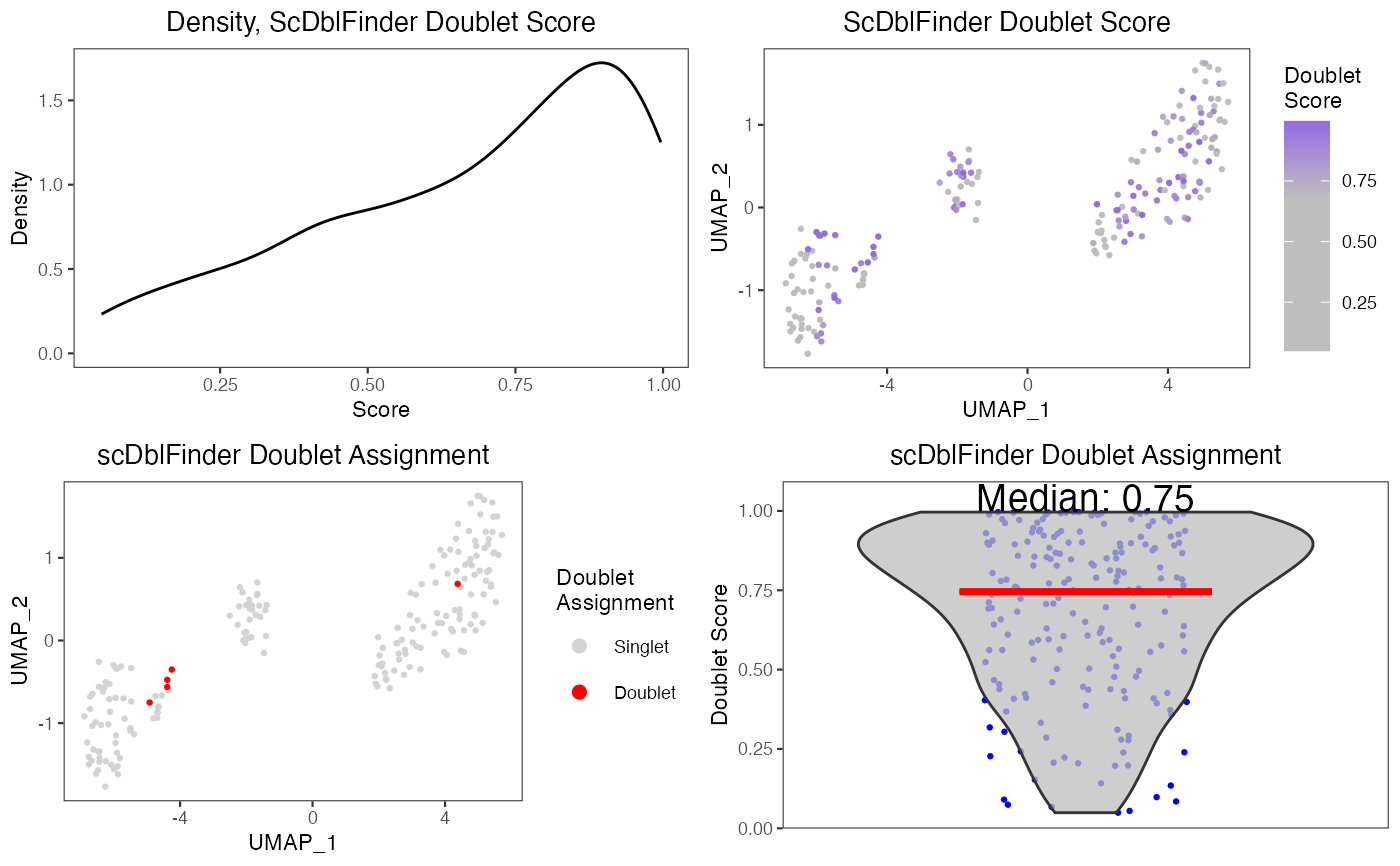 Density, ScDblFinder Doublet Score
Density
1.5
1.0
0.5
0.0
0.25 0.50 0.75 1.00
Score
ScDblFinder Doublet Score
UMAP_2
1
0
-1
-4 0 4
UMAP_1
Doublet
Score
0.75
0.50
0.25
scDblFinder Doublet Assignment
UMAP_2
1
0
-1
-4 0 4
UMAP_1
Doublet
Assignment
Singlet
Doublet
scDblFinder Doublet Assignment
Median: 0.75
Doublet Score
1.00
0.75
0.50
0.25
0.00